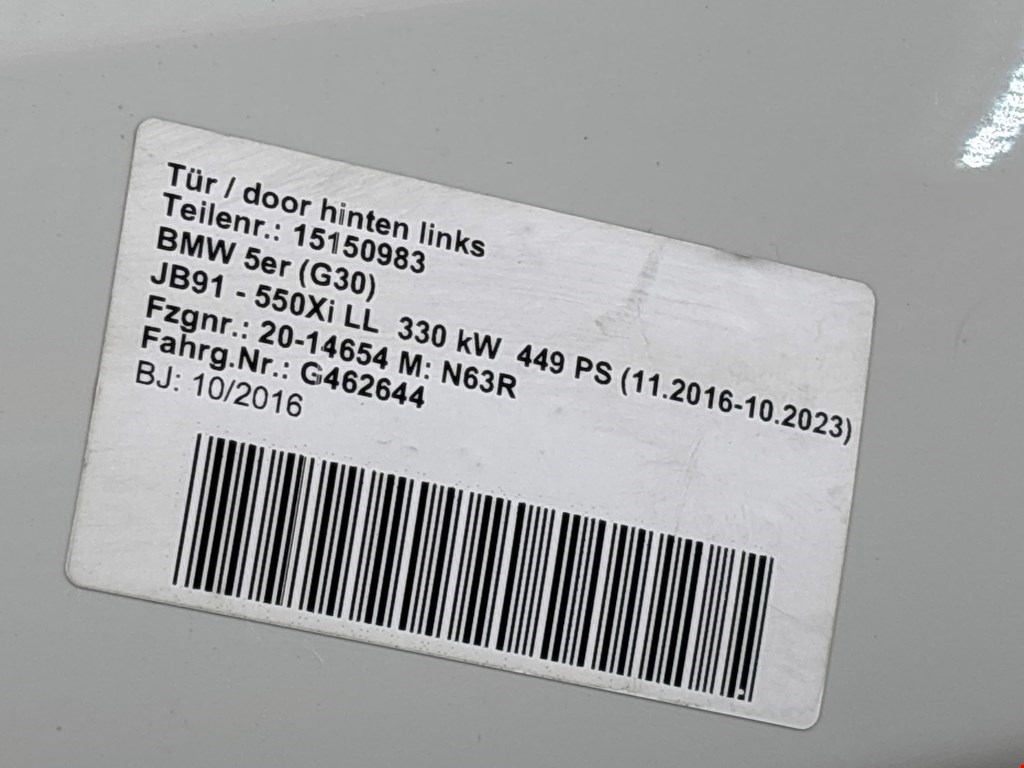 Tür / door hinten links
Teilenr.: 15150983
BMW 5er (G30)
JB91 - 550Xi LL  330 kW  449 PS (11.2016-10.2023)
Fzgnr.: 20-14654 M: N63R
Fahrg.Nr.: G462644
BJ: 10/2016